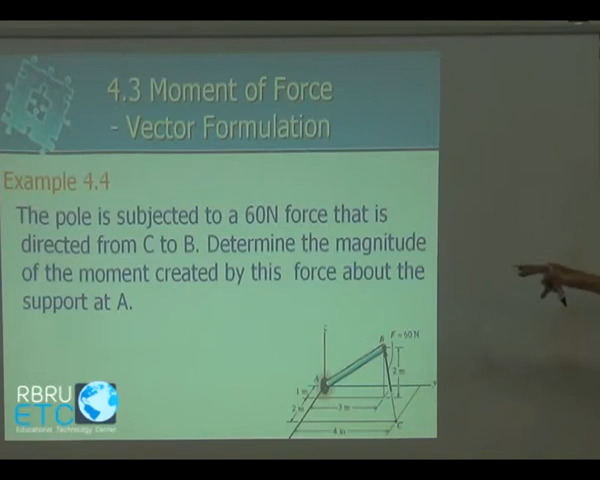 4.3 Moment of Force
- Vector Formulation
Example 4.4
The pole is subjected to a 60N force that is
directed from C to B. Determine the magnitude
of the moment created by this force about the
support at A.
B F = 60 N
A
2 m
1 m
2 m
3 m
C
4 m
RBRU
ETC
Educational Technology Center